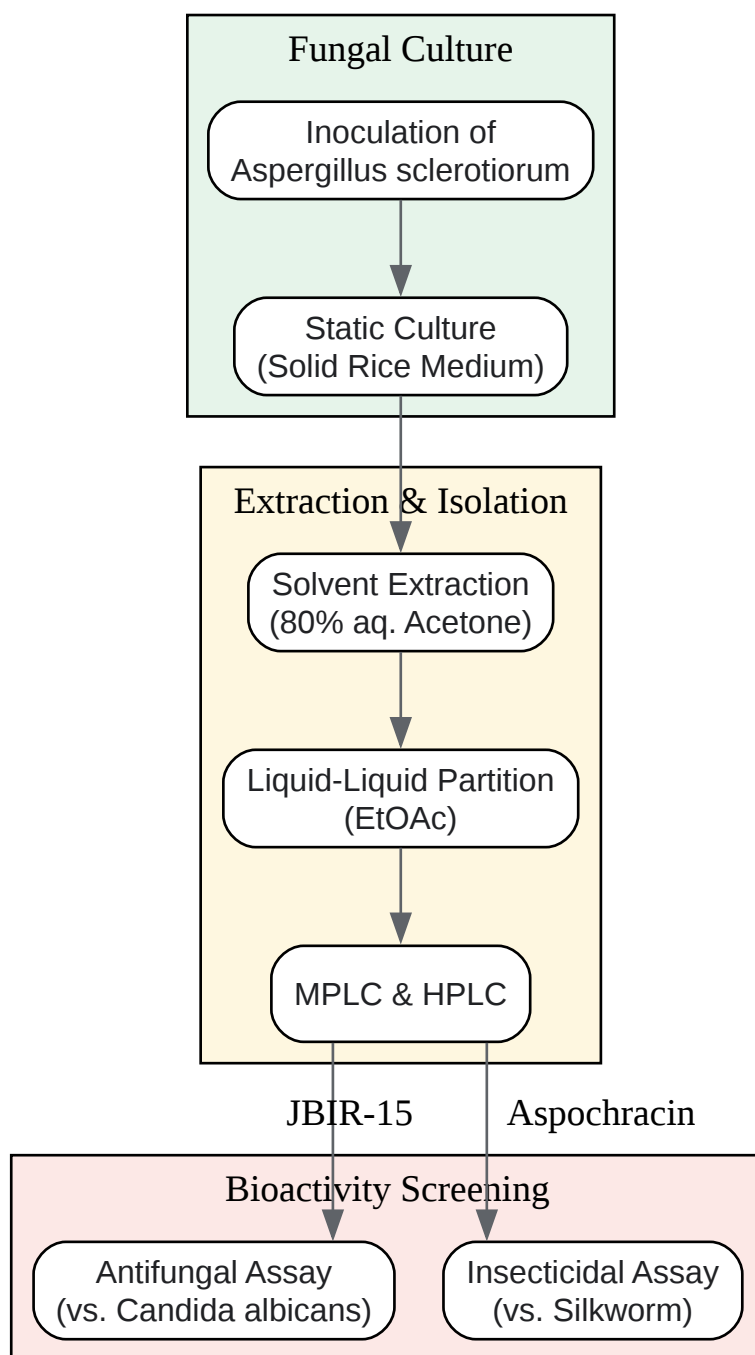 Fungal Culture
Inoculation of
Aspergillus sclerotiorum
Static Culture
(Solid Rice Medium)
Extraction & Isolation
Solvent Extraction
(80% aq. Acetone)
Liquid-Liquid Partition
(EtOAc)
MPLC & HPLC
JBIR-15
Aspochracin
Bioactivity Screening
Antifungal Assay
(vs. Candida albicans)
Insecticidal Assay
(vs. Silkworm)